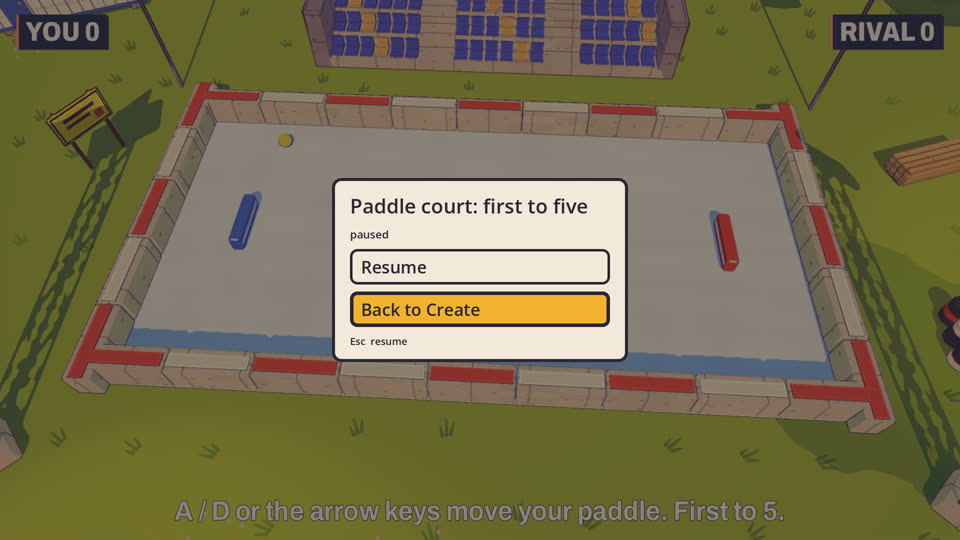 YOU 0
RIVAL 0
Paddle court: first to five
paused
Resume
Back to Create
Esc resume
A / D or the arrow keys move your paddle. First to 5.